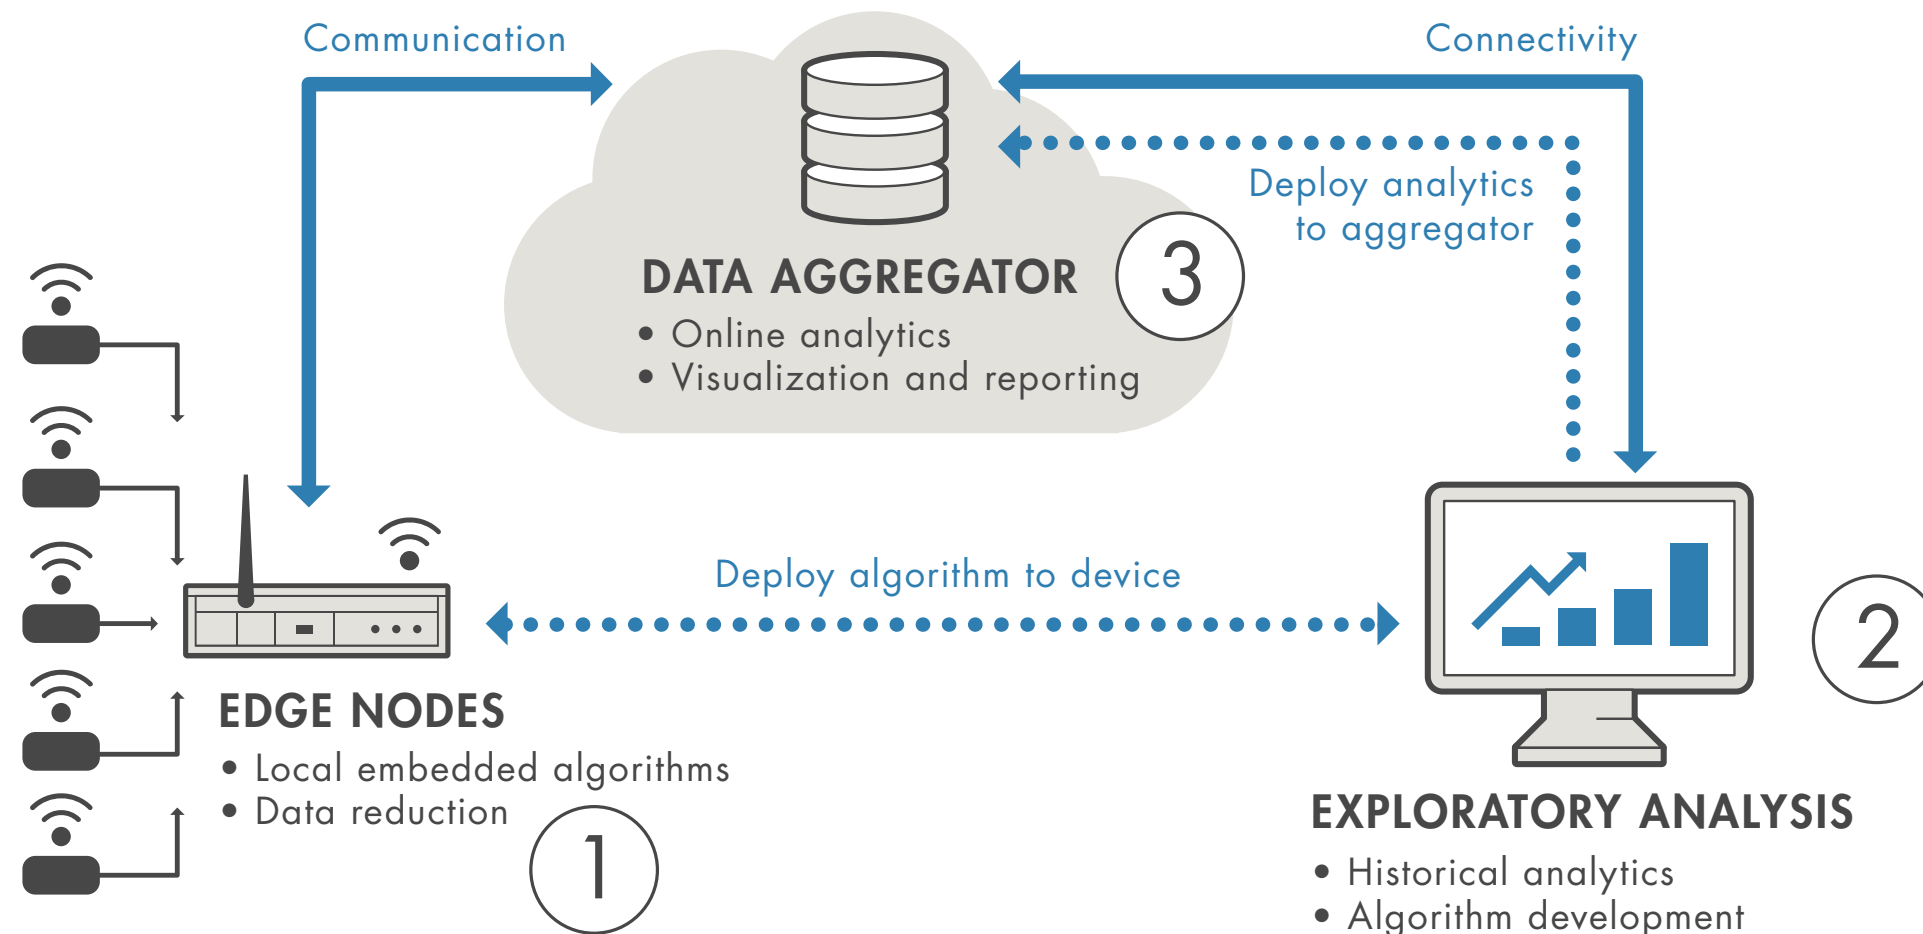 Communication
Connectivity
Deploy analytics
to aggregator
DATA AGGREGATOR
3
• Online analytics
• Visualization and reporting
Deploy algorithm to device
2
EDGE NODES
• Local embedded algorithms
• Data reduction
1
EXPLORATORY ANALYSIS
• Historical analytics
• Algorithm development